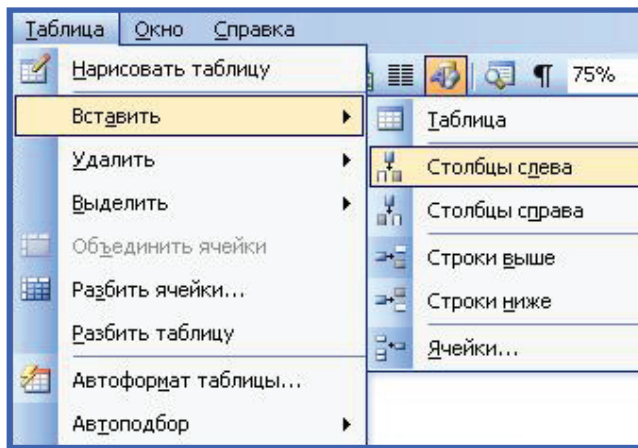 Таблица Окно Справка
75%
Нарисовать таблицу
Вставить
Удалить
Выделить
Объединить ячейки
Разбить ячейки...
Разбить таблицу
Автоформат таблицы...
Автоподбор
Таблица
Столбцы слева
Столбцы справа
Строки выше
Строки ниже
Ячейки...